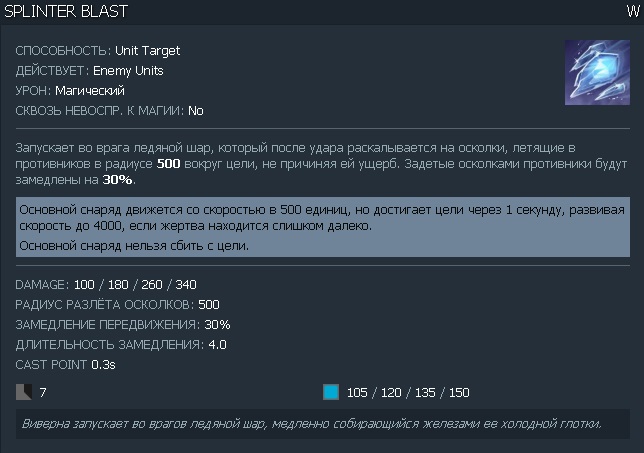 SPLINTER BLAST W
СПОСОБНОСТЬ: Unit Target
ДЕЙСТВУЕТ: Enemy Units
УРОН: Магический
СКВОЗЬ НЕВОСПР. К МАГИИ: No
Запускает во врага ледяной шар, который после удара раскалывается на осколки, летящие в
противников в радиусе 500 вокруг цели, не причиняя ей ущерб. Задетые осколками противники будут
замедлены на 30%.
Основной снаряд движется со скоростью в 500 единиц, но достигает цели через 1 секунду, развивая
скорость до 4000, если жертва находится слишком далеко.
Основной снаряд нельзя сбить с цели.
DAMAGE: 100 / 180 / 260 / 340
РАДИУС РАЗЛЁТА ОСКОЛКОВ: 500
ЗАМЕДЛЕНИЕ ПЕРЕДВИЖЕНИЯ: 30%
ДЛИТЕЛЬНОСТЬ ЗАМЕДЛЕНИЯ: 4.0
CAST POINT 0.3s
7 105 / 120 / 135 / 150
Виверна запускает во врагов ледяной шар, медленно собирающийся железами ее холодной глотки.